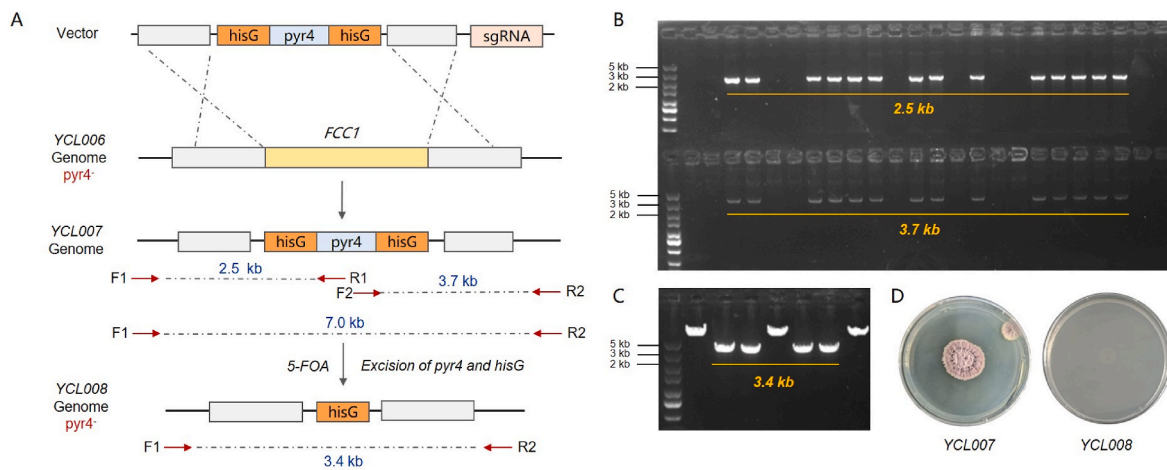 A
Vector
hisG pyr4 hisG
sgRNA
YCL006
Genome
pyr4-
FCC1
YCL007
Genome
hisG pyr4 hisG
F1 2.5 kb R1
F2 3.7 kb R2
F1 7.0 kb R2
5-FOA Excision of pyr4 and hisG
YCL008
Genome
pyr4-
hisG
F1 R2
3.4 kb
B
5 kb
3 kb
2 kb
2.5 kb
5 kb
3 kb
2 kb
3.7 kb
C
5 kb
3 kb
2 kb
3.4 kb
D
YCL007 YCL008